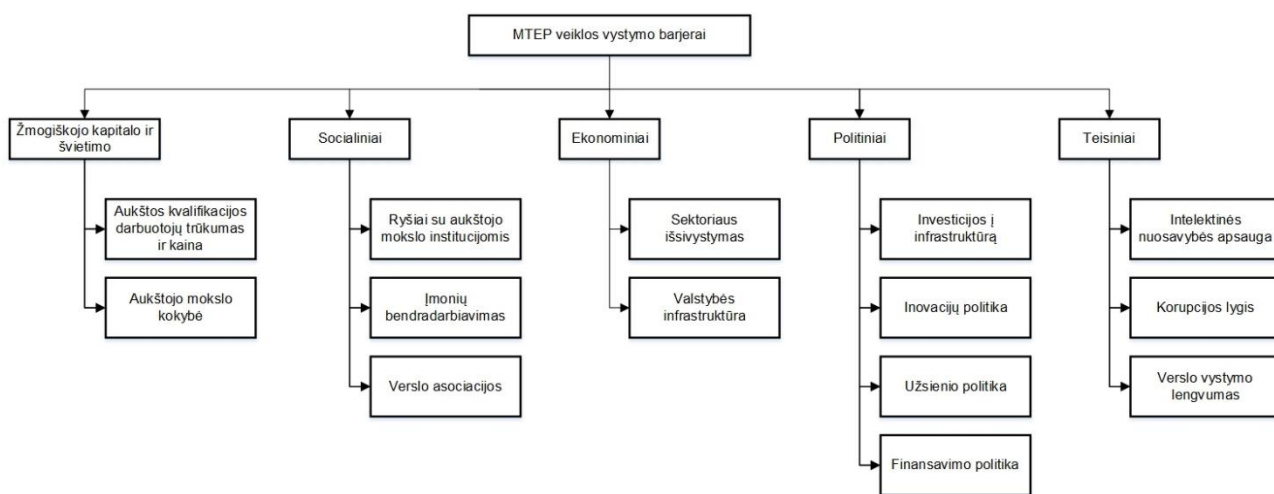 MTEP veiklos vystymo barjerai
Žmogiškojo kapitalo ir
švietimo
Socialiniai
Ekonominiai
Politiniai
Teisiniai
Aukštos kvalifikacijos
darbuotojų trūkumas
ir kaina
Aukštojo mokslo
kokybė
Ryšiai su aukštojo
mokslo institucijomis
Įmonių
bendradarbiavimas
Verslo asociacijos
Sektoriaus
išsivystymas
Valstybės
infrastruktūra
Investicijos į
infrastruktūrą
Inovacijų politika
Užsienio politika
Finansavimo politika
Intelektinės
nuosavybės apsauga
Korupcijos lygis
Verslo vystymo
lengvumas